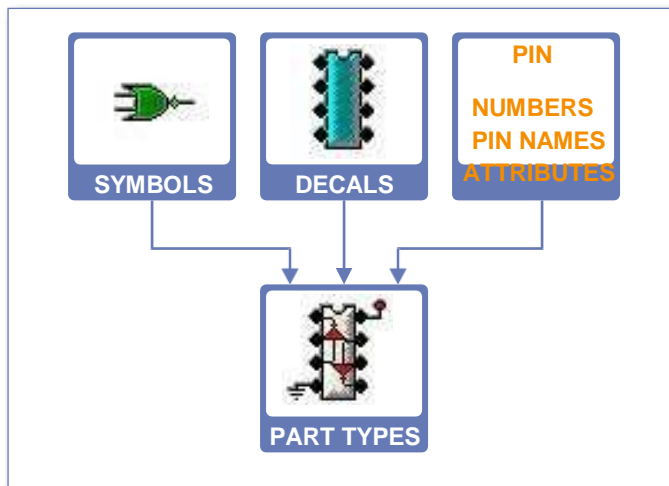 PIN
NUMBERS
PIN NAMES
ATTRIBUTES
SYMBOLS
DECALS
PART TYPES